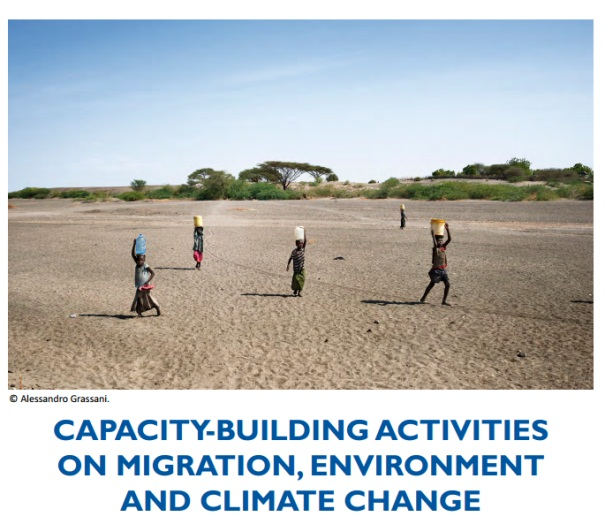 © Alessandro Grassani.
CAPACITY-BUILDING ACTIVITIES
ON MIGRATION, ENVIRONMENT
AND CLIMATE CHANGE